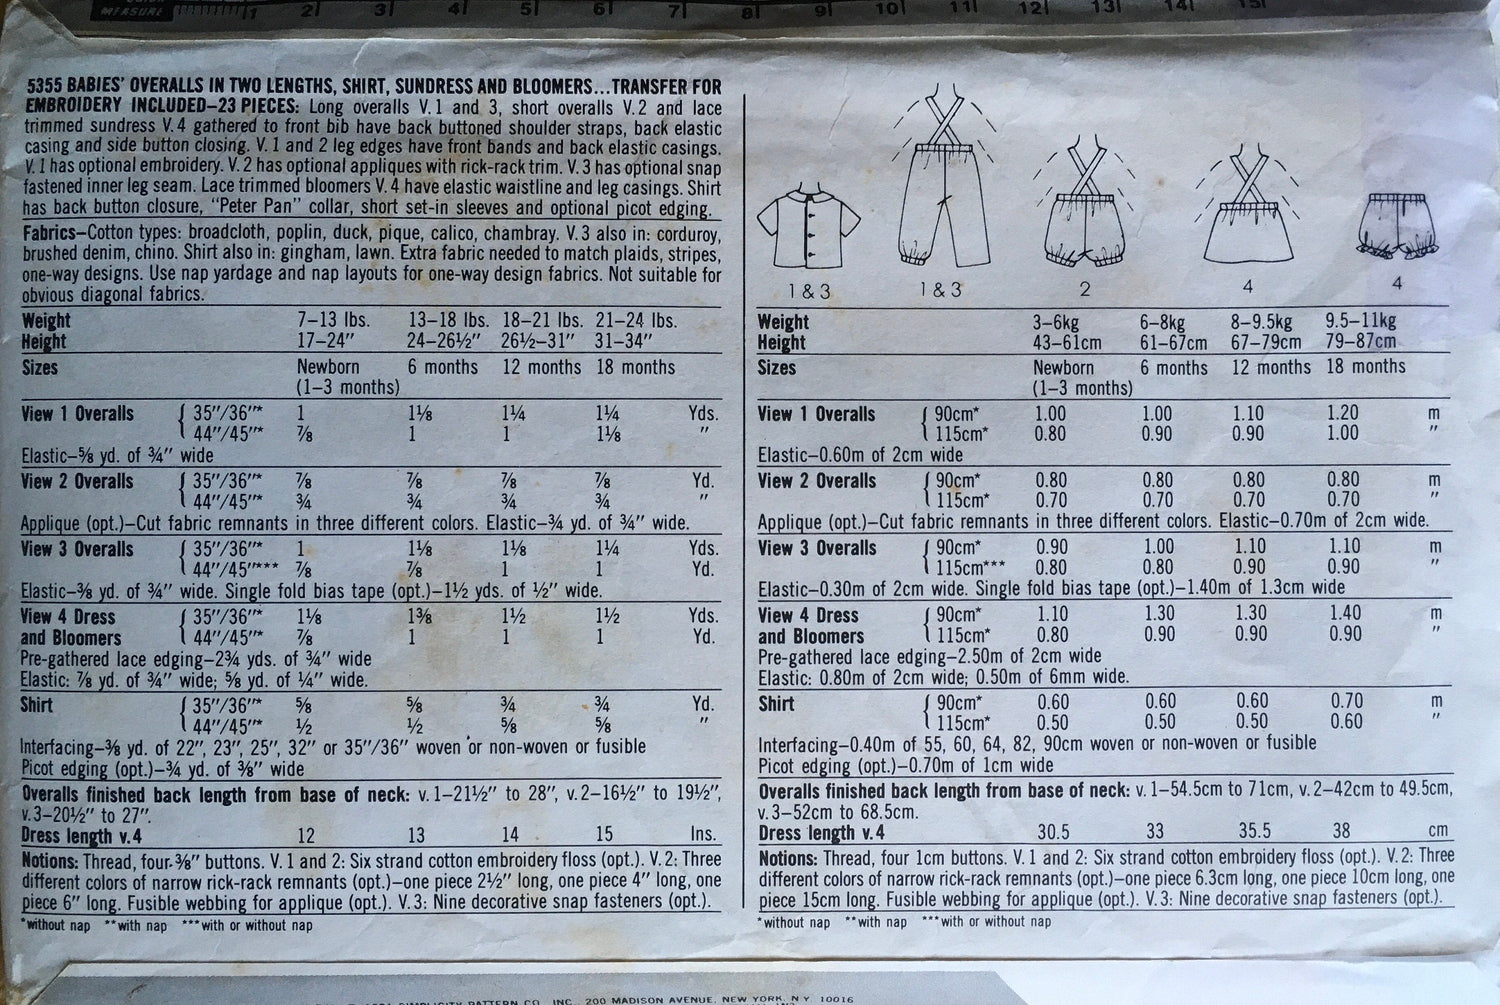 MEASURE 1 2 3 4 5 6 7 8 9 10 11 12 13 14 15
5355 BABIES' OVERALLS IN TWO LENGTHS, SHIRT, SUNDRESS AND BLOOMERS...TRANSFER FOR
EMBROIDERY INCLUDED–23 PIECES: Long overalls V.1 and 3, short overalls V.2 and lace
trimmed sundress V.4 gathered to front bib have back buttoned shoulder straps, back elastic
casing and side button closing. V.1 and 2 leg edges have front bands and back elastic casings.
V.1 has optional embroidery. V.2 has optional appliques with rick-rack trim. V.3 has optional snap
fastened inner leg seam. Lace trimmed bloomers V.4 have elastic waistline and leg casings. Shirt
has back button closure, "Peter Pan" collar, short set-in sleeves and optional picot edging.
Fabrics–Cotton types: broadcloth, poplin, duck, pique, calico, chambray. V.3 also in: corduroy,
brushed denim, chino. Shirt also in: gingham, lawn. Extra fabric needed to match plaids, stripes,
one-way designs. Use nap yardage and nap layouts for one-way design fabrics. Not suitable for
obvious diagonal fabrics.
Weight 7–13 lbs. 13–18 lbs. 18–21 lbs. 21–24 lbs.
Height 17–24" 24–26½" 26½–31" 31–34"
Sizes Newborn 6 months 12 months 18 months
(1–3 months)
View 1 Overalls { 35"/36"* 1 1⅛ 1¼ 1¼ Yds.
44"/45"* ⅞ 1 1 1⅛ "
Elastic–⅝ yd. of ¾" wide
View 2 Overalls { 35"/36"* ⅞ ⅞ ⅞ ⅞ Yd.
44"/45"* ¾ ¾ ¾ ¾ "
Applique (opt.)–Cut fabric remnants in three different colors. Elastic–¾ yd. of ¾" wide.
View 3 Overalls { 35"/36"* 1 1⅛ 1⅛ 1¼ Yds.
44"/45"*** ⅞ ⅞ 1 1 Yd.
Elastic–⅜ yd. of ¾" wide. Single fold bias tape (opt.)–1½ yds. of ½" wide.
View 4 Dress { 35"/36"* 1⅛ 1⅜ 1½ 1½ Yds.
and Bloomers 44"/45"* ⅞ 1 1 1 Yd.
Pre-gathered lace edging–2¾ yds. of ¾" wide
Elastic: ⅞ yd. of ¾" wide; ⅝ yd. of ¼" wide.
Shirt { 35"/36"* ⅝ ⅝ ¾ ¾ Yd.
44"/45"* ½ ½ ⅝ ⅝ "
Interfacing–⅜ yd. of 22", 23", 25", 32" or 35"/36" woven or non-woven or fusible
Picot edging (opt.)–¾ yd. of ⅜" wide
Overalls finished back length from base of neck: v.1–21½" to 28", v.2–16½" to 19½",
v.3–20½" to 27".
Dress length v.4 12 13 14 15 Ins.
Notions: Thread, four-⅜" buttons. V.1 and 2: Six strand cotton embroidery floss (opt.). V.2: Three
different colors of narrow rick-rack remnants (opt.)–one piece 2½" long, one piece 4" long, one
piece 6" long. Fusible webbing for applique (opt.). V.3: Nine decorative snap fasteners (opt.).
*without nap **with nap ***with or without nap
1 & 3 1 & 3 2 4 4
Weight 3–6kg 6–8kg 8–9.5kg 9.5–11kg
Height 43–61cm 61–67cm 67–79cm 79–87cm
Sizes Newborn 6 months 12 months 18 months
(1–3 months)
View 1 Overalls { 90cm* 1.00 1.00 1.10 1.20 m
115cm* 0.80 0.90 0.90 1.00 "
Elastic–0.60m of 2cm wide
View 2 Overalls { 90cm* 0.80 0.80 0.80 0.80 m
115cm* 0.70 0.70 0.70 0.70 "
Applique (opt.)–Cut fabric remnants in three different colors. Elastic–0.70m of 2cm wide.
View 3 Overalls { 90cm* 0.90 1.00 1.10 1.10 m
115cm*** 0.80 0.80 0.90 0.90 "
Elastic–0.30m of 2cm wide. Single fold bias tape (opt.)–1.40m of 1.3cm wide
View 4 Dress { 90cm* 1.10 1.30 1.30 1.40 m
and Bloomers 115cm* 0.80 0.90 0.90 0.90 "
Pre-gathered lace edging–2.50m of 2cm wide
Elastic: 0.80m of 2cm wide; 0.50m of 6mm wide.
Shirt { 90cm* 0.60 0.60 0.60 0.70 m
115cm* 0.50 0.50 0.50 0.60 "
Interfacing–0.40m of 55, 60, 64, 82, 90cm woven or non-woven or fusible
Picot edging (opt.)–0.70m of 1cm wide
Overalls finished back length from base of neck: v.1–54.5cm to 71cm, v.2–42cm to 49.5cm,
v.3–52cm to 68.5cm.
Dress length v.4 30.5 33 35.5 38 cm
Notions: Thread, four 1cm buttons. V.1 and 2: Six strand cotton embroidery floss (opt.). V.2: Three
different colors of narrow rick-rack remnants (opt.)–one piece 6.3cm long, one piece 10cm long, one
piece 15cm long. Fusible webbing for applique (opt.). V.3: Nine decorative snap fasteners (opt.).
*without nap **with nap ***with or without nap
SIMPLICITY PATTERN CO. INC. 200 MADISON AVENUE, NEW YORK, N.Y. 10016